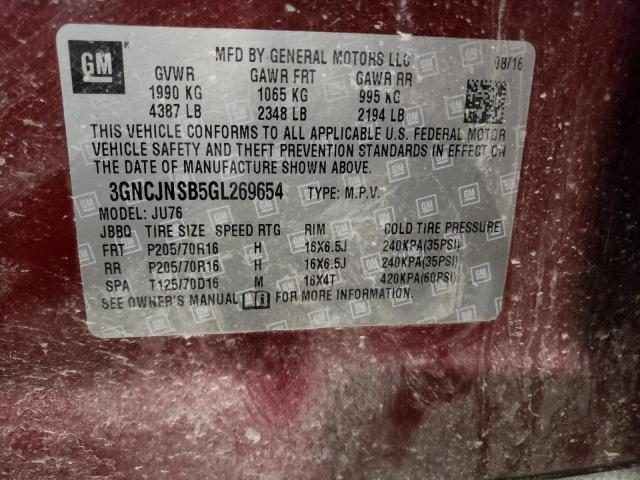 GM
MFD BY GENERAL MOTORS LLC
08/16
GVWR GAWR FRT GAWR RR
1990 KG 1065 KG 995 KG
4387 LB 2348 LB 2194 LB
THIS VEHICLE CONFORMS TO ALL APPLICABLE U.S. FEDERAL MOTOR
VEHICLE SAFETY AND THEFT PREVENTION STANDARDS IN EFFECT ON
THE DATE OF MANUFACTURE SHOWN ABOVE.
3GNCJNSB5GL269654 TYPE: M.P.V.
MODEL: JU76
JBBQ TIRE SIZE SPEED RTG RIM COLD TIRE PRESSURE
FRT P205/70R16 H 16X6.5J 240KPA(35PSI)
RR P205/70R16 H 16X6.5J 240KPA(35PSI)
SPA T125/70D16 M 16X4T 420KPA(60PSI)
SEE OWNER'S MANUAL FOR MORE INFORMATION.